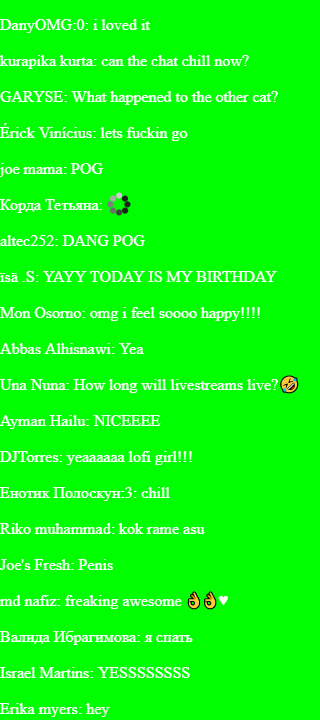 DanyOMG:0: i loved it
kurapika kurta: can the chat chill now?
GARYSE: What happened to the other cat?
Érick Vinícius: lets fuckin go
joe mama: POG
Корда Тетьяна:
altec252: DANG POG
ïsä .S: YAYY TODAY IS MY BIRTHDAY
Mon Osorno: omg i feel soooo happy!!!!
Abbas Alhisnawi: Yea
Una Nuna: How long will livestreams live?🤣
Ayman Hailu: NICEEEE
DJTorres: yeaaaaaa lofi girl!!!
Енотик Полоскун:3: chill
Riko muhammad: kok rame asu
Joe's Fresh: Penis
md nafiz: freaking awesome 👌👌♥
Валида Ибрагимова: я спать
Israel Martins: YESSSSSSSS
Erika myers: hey